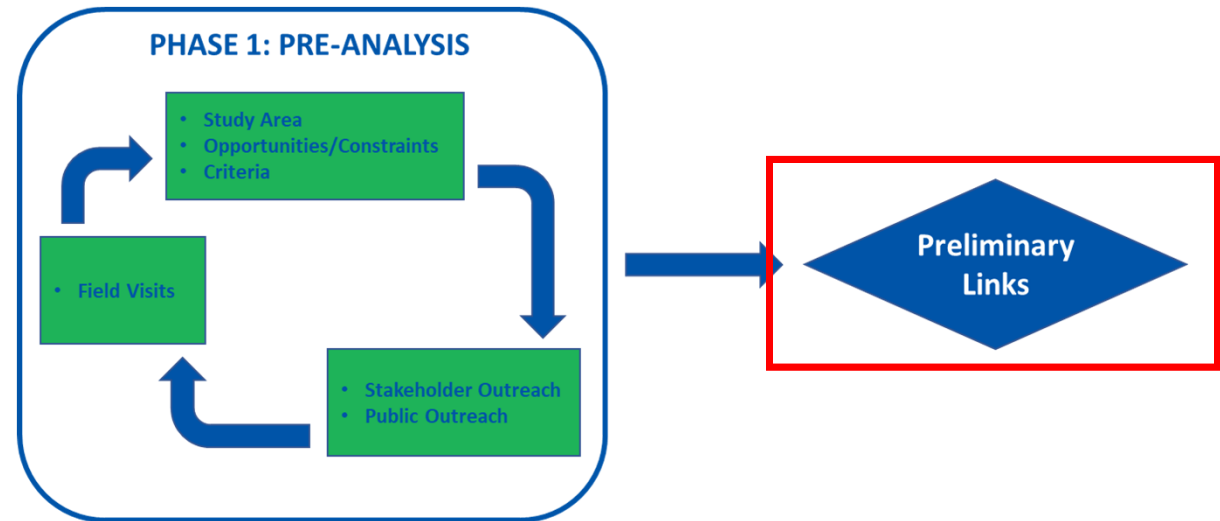 PHASE 1: PRE-ANALYSIS
• Study Area
• Opportunities/Constraints
• Criteria
• Field Visits
• Stakeholder Outreach
• Public Outreach
Preliminary
Links